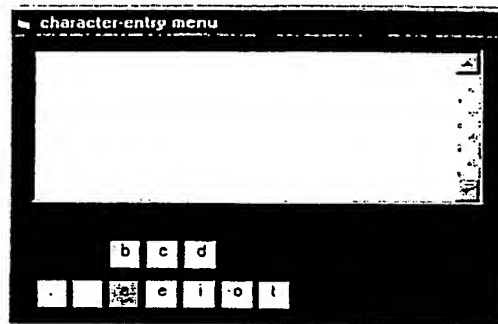 character-entry menu
b c d
. a e i o t